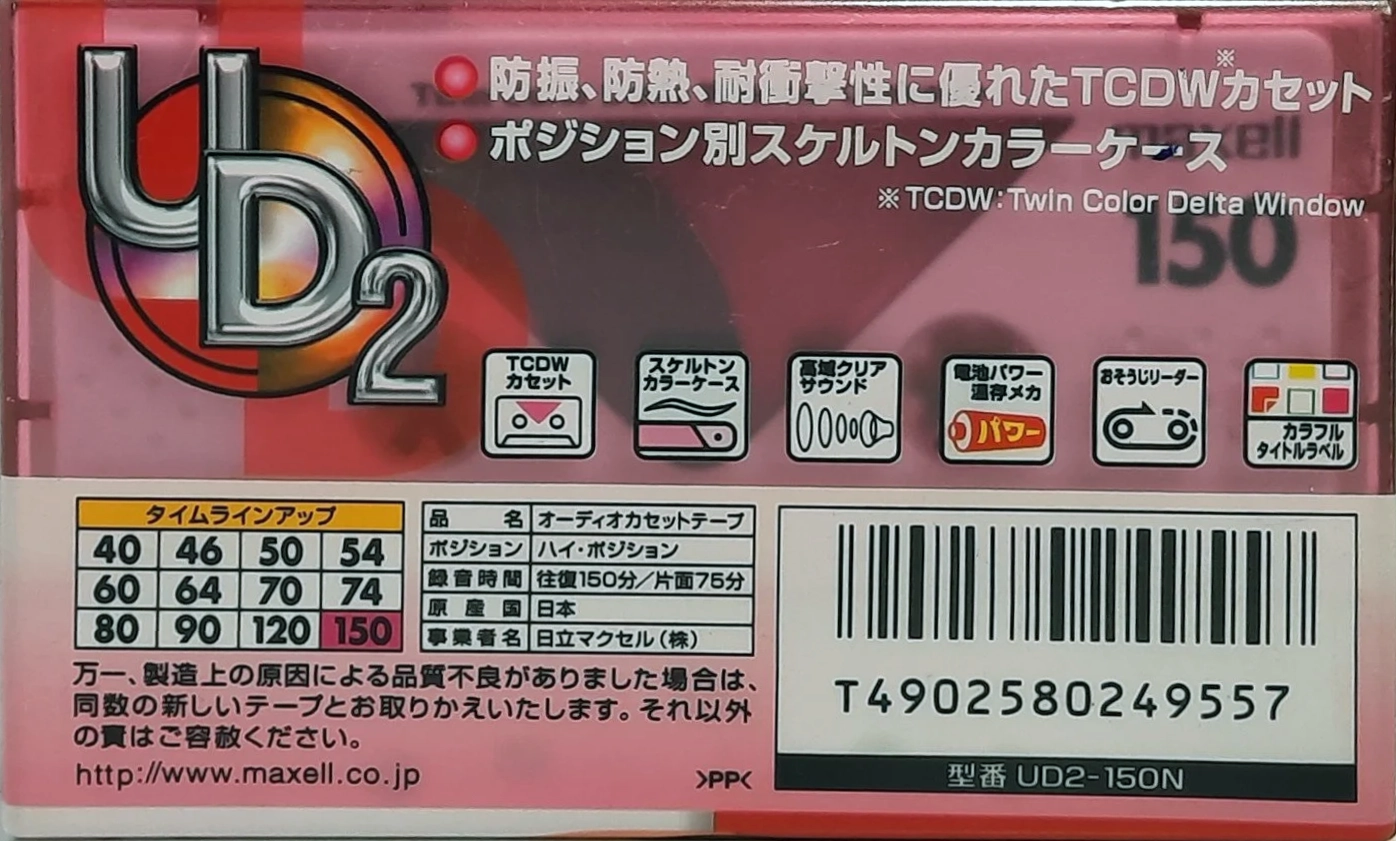 UD2
防振、防熱、耐衝撃性に優れたTCDW※カセット
ポジション別スケルトンカラーケース
※TCDW:Twin Color Delta Window
maxell
150
TCDW
カセット
スケルトン
カラーケース
高域クリア
サウンド
電池パワー
温存メカ
パワー
おそうじリーダー
カラフル
タイトルラベル
タイムラインアップ
40 46 50 54
60 64 70 74
80 90 120 150
品名 オーディオカセットテープ
ポジション ハイ・ポジション
録音時間 往復150分/片面75分
原産国 日本
事業者名 日立マクセル(株)
万一、製造上の原因による品質不良がありました場合は、
同数の新しいテープとお取りかえいたします。それ以外
の責はご容赦ください。
http://www.maxell.co.jp
>PP<
T4902580249557
型番 UD2-150N